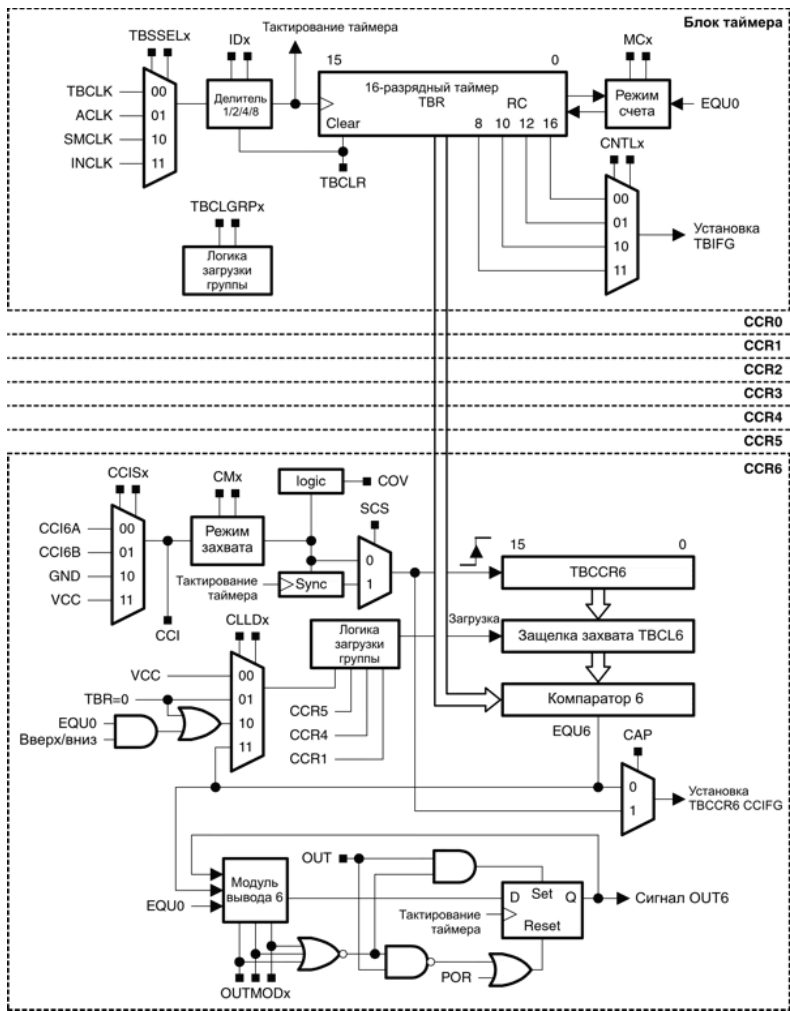 Блок таймера
Тактирование таймера
TBSSELx
IDx
15
0
MCx
TBCLK
00
ACLK
01
SMCLK
10
INCLK
11
Делитель
1/2/4/8
16-разрядный таймер
TBR
RC
Clear
8
10
12
16
Режим
счета
EQU0
TBCLR
CNTLx
00
01
10
11
Установка
TBIFG
TBCLGRPx
Логика
загрузки
группы
CCR0
CCR1
CCR2
CCR3
CCR4
CCR5
CCR6
CCISx
CMx
logic
COV
SCS
CCI6A
00
CCI6B
01
GND
10
VCC
11
Режим
захвата
Тактирование
таймера
Sync
0
1
15
0
TBCCR6
CCI
CLLDx
Логика
загрузки
группы
Загрузка
Защелка захвата TBCL6
VCC
00
TBR=0
01
EQU0
10
Вверх/вниз
11
CCR5
CCR4
CCR1
Компаратор 6
EQU6
CAP
0
1
Установка
TBCCR6 CCIFG
OUT
Модуль
вывода 6
EQU0
D
Set
Q
Reset
Тактирование
таймера
Сигнал OUT6
POR
OUTMODx